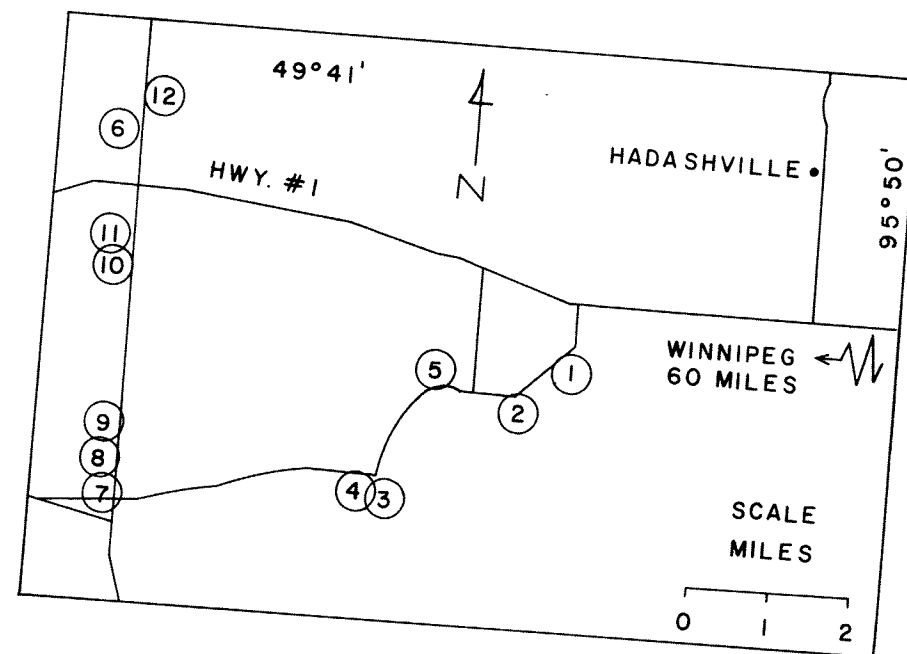 49°41'
12
6
HADASHVILLE
95°50'
HWY. #1
N
11
10
WINNIPEG
60 MILES
5
1
2
9
8
7
4
3
SCALE
MILES
0 1 2